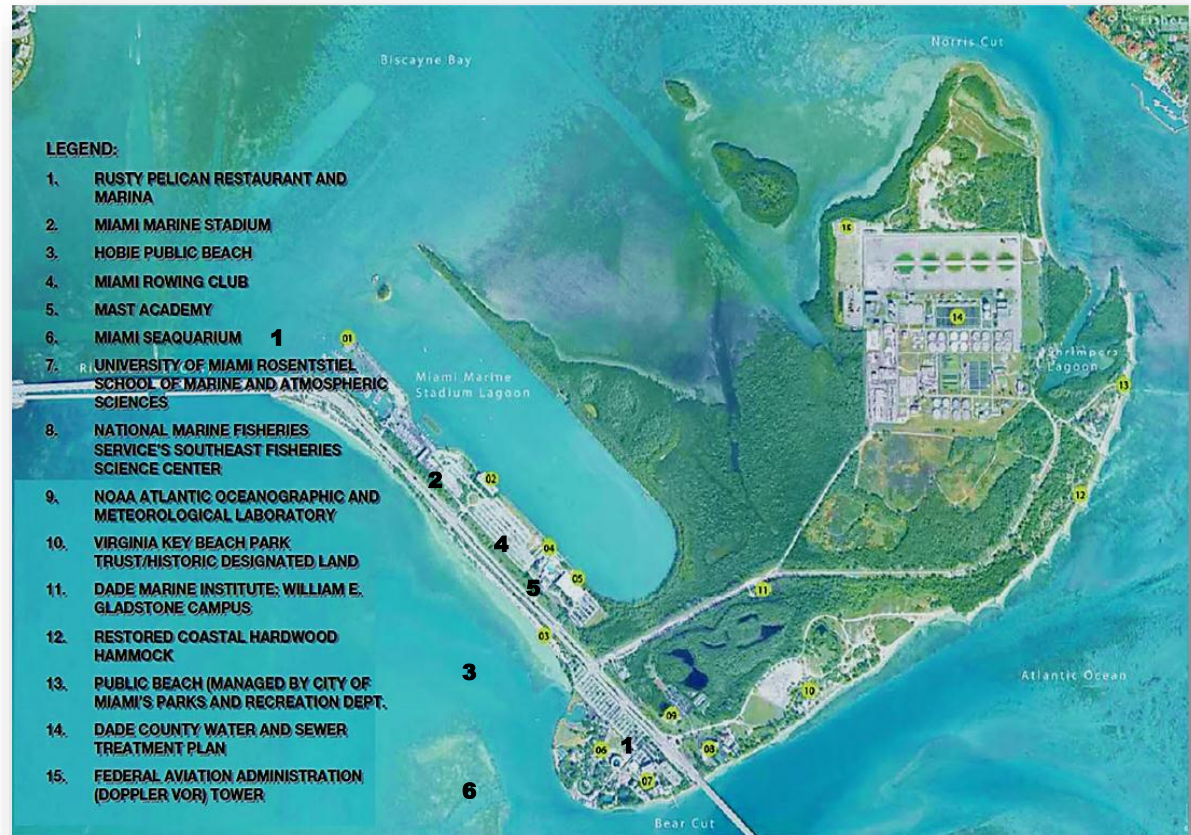 Fisher
Norris Cut
Biscayne Bay
LEGEND:
1. RUSTY PELICAN RESTAURANT AND
MARINA
2. MIAMI MARINE STADIUM
3. HOBIE PUBLIC BEACH
4. MIAMI ROWING CLUB
5. MAST ACADEMY
6. MIAMI SEAQUARIUM
7. UNIVERSITY OF MIAMI ROSENTSTIEL
SCHOOL OF MARINE AND ATMOSPHERIC
SCIENCES
8. NATIONAL MARINE FISHERIES
SERVICE'S SOUTHEAST FISHERIES
SCIENCE CENTER
9. NOAA ATLANTIC OCEANOGRAPHIC AND
METEOROLOGICAL LABORATORY
10. VIRGINIA KEY BEACH PARK
TRUST/HISTORIC DESIGNATED LAND
11. DADE MARINE INSTITUTE: WILLIAM E.
GLADSTONE CAMPUS
12. RESTORED COASTAL HARDWOOD
HAMMOCK
13. PUBLIC BEACH (MANAGED BY CITY OF
MIAMI'S PARKS AND RECREATION DEPT.
14. DADE COUNTY WATER AND SEWER
TREATMENT PLAN
15. FEDERAL AVIATION ADMINISTRATION
(DOPPLER VOR) TOWER
15
14
1
01
Miami Marine
Stadium Lagoon
Shrimpers
Lagoon
13
2
02
12
4
04
5
05
11
03
3
Atlantic Ocean
10
09
1
06
08
07
6
Bear Cut